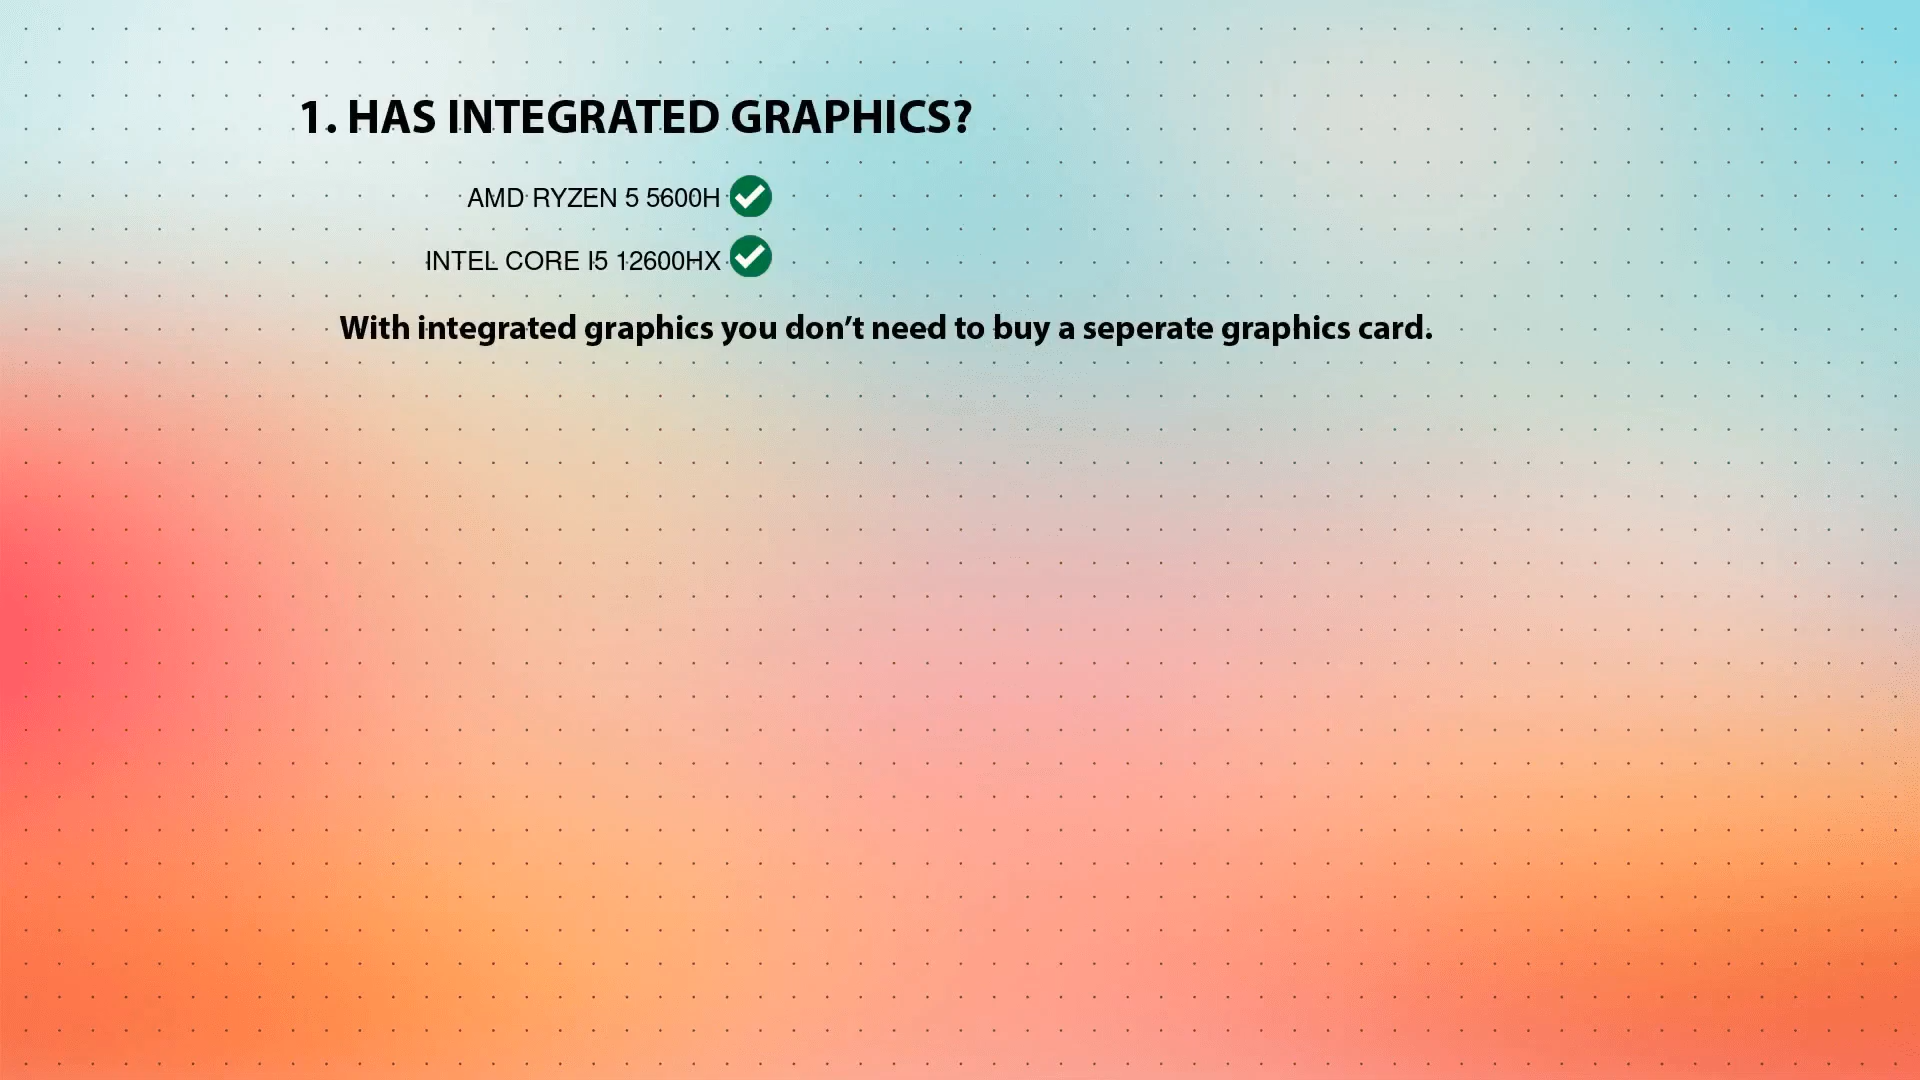 1. HAS INTEGRATED GRAPHICS?
AMD RYZEN 5 5600H
INTEL CORE I5 12600HX
With integrated graphics you don’t need to buy a seperate graphics card.